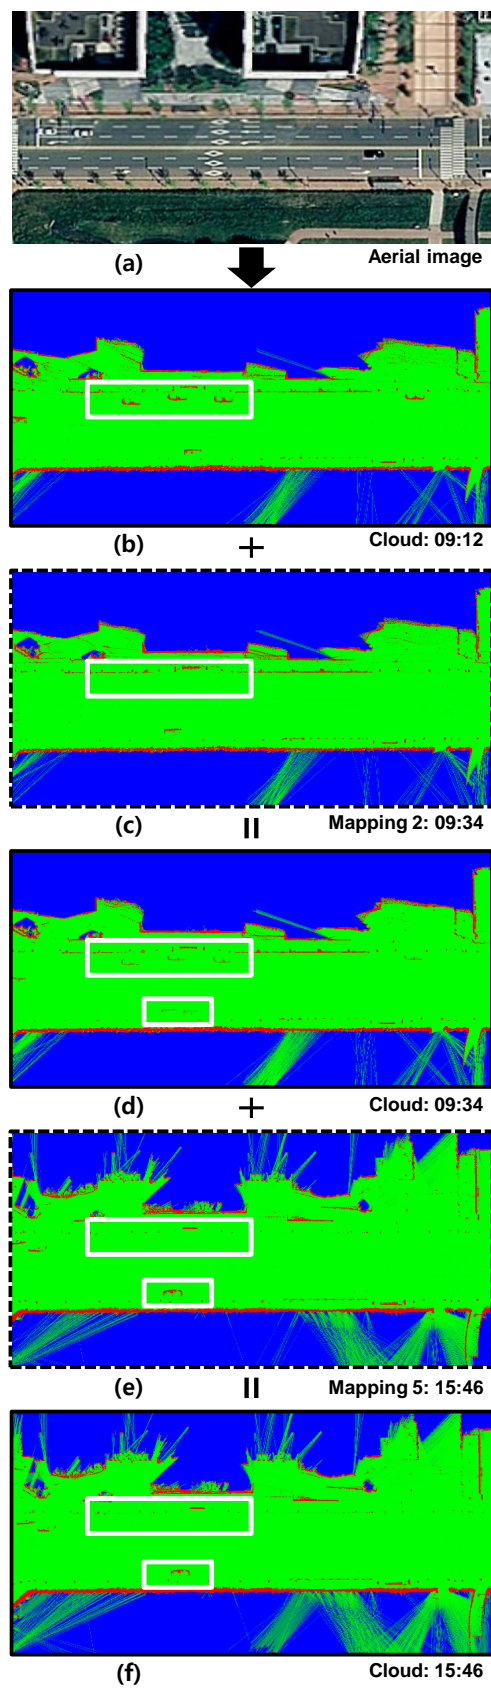 (a) Aerial image
(b) Cloud: 09:12
+
(c) Mapping 2: 09:34
=
(d) Cloud: 09:34
+
(e) Mapping 5: 15:46
=
(f) Cloud: 15:46